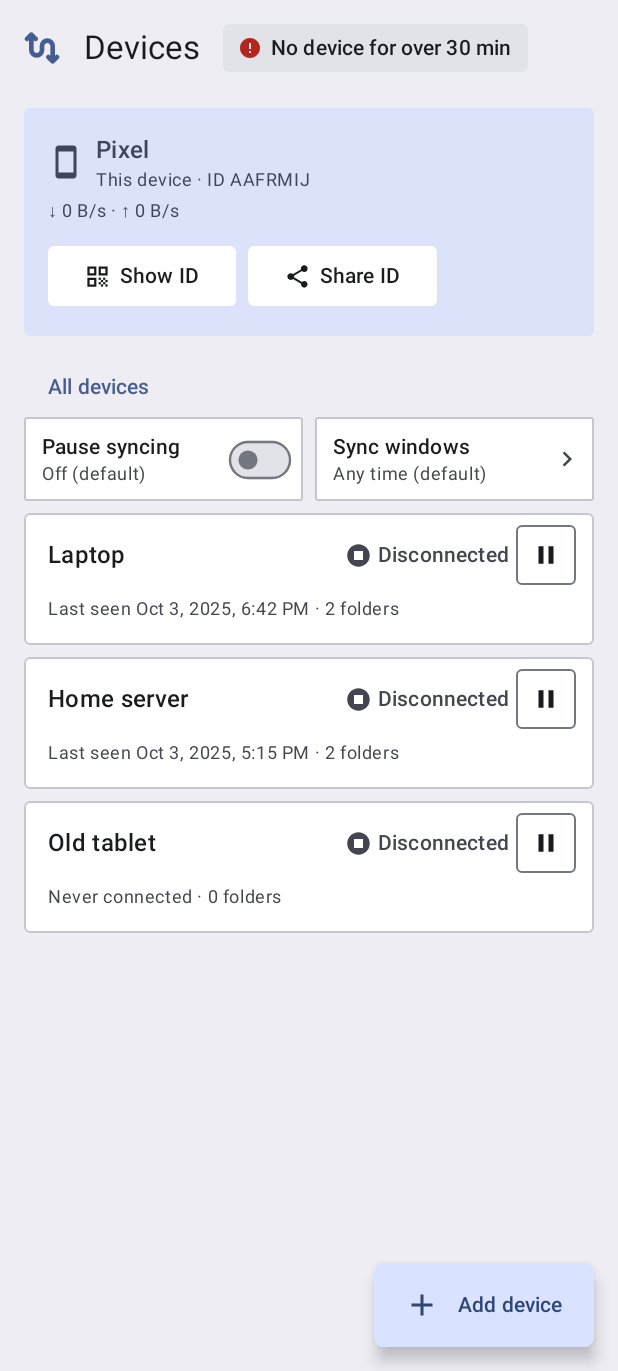 Devices
No device for over 30 min
Pixel
This device · ID AAFRMIJ
↓ 0 B/s · ↑ 0 B/s
Show ID
Share ID
All devices
Pause syncing
Off (default)
Sync windows
Any time (default)
Laptop
Disconnected
Last seen Oct 3, 2025, 6:42 PM · 2 folders
Home server
Disconnected
Last seen Oct 3, 2025, 5:15 PM · 2 folders
Old tablet
Disconnected
Never connected · 0 folders
Add device